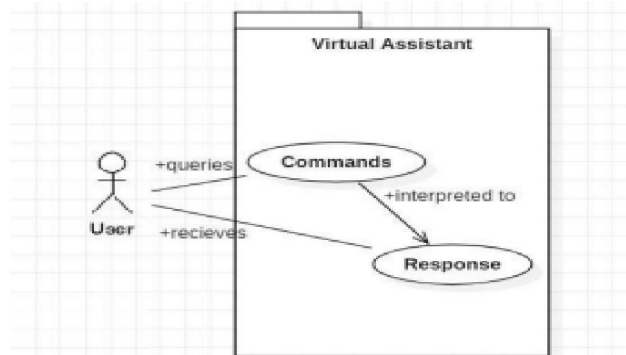 Virtual Assistant
+queries
Commands
+interpreted to
User
+recieves
Response